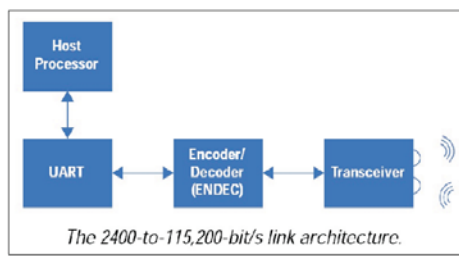 Host
Processor
UART
Encoder/
Decoder
(ENDEC)
Transceiver
The 2400-to-115,200-bit/s link architecture.